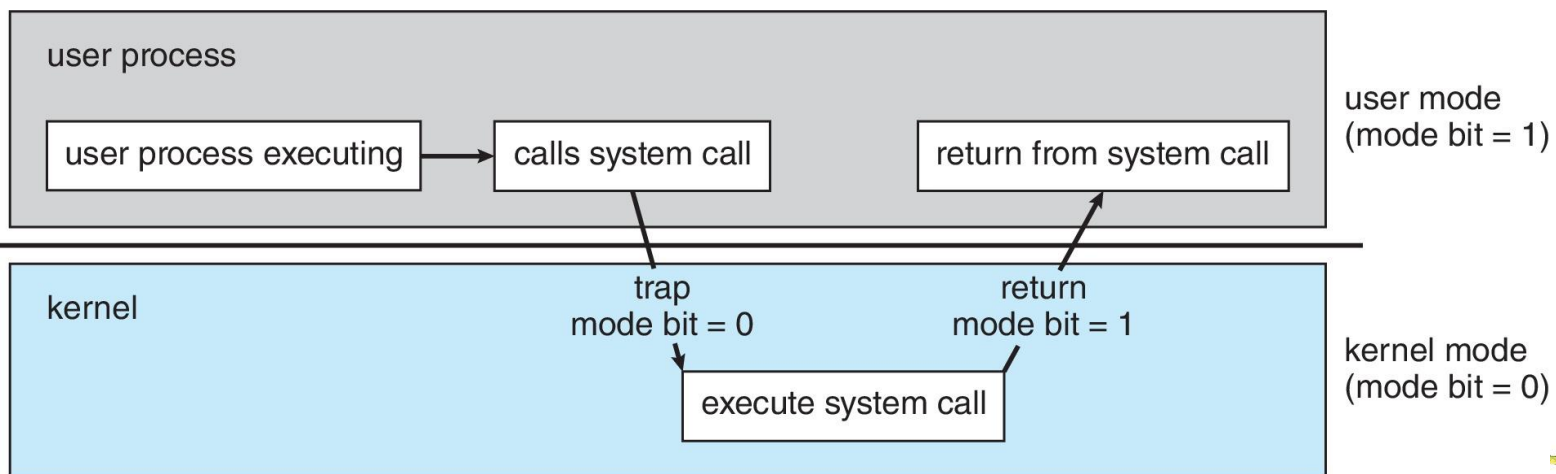 user process
user process executing
calls system call
return from system call
user mode
(mode bit = 1)
kernel
trap
mode bit = 0
return
mode bit = 1
execute system call
kernel mode
(mode bit = 0)